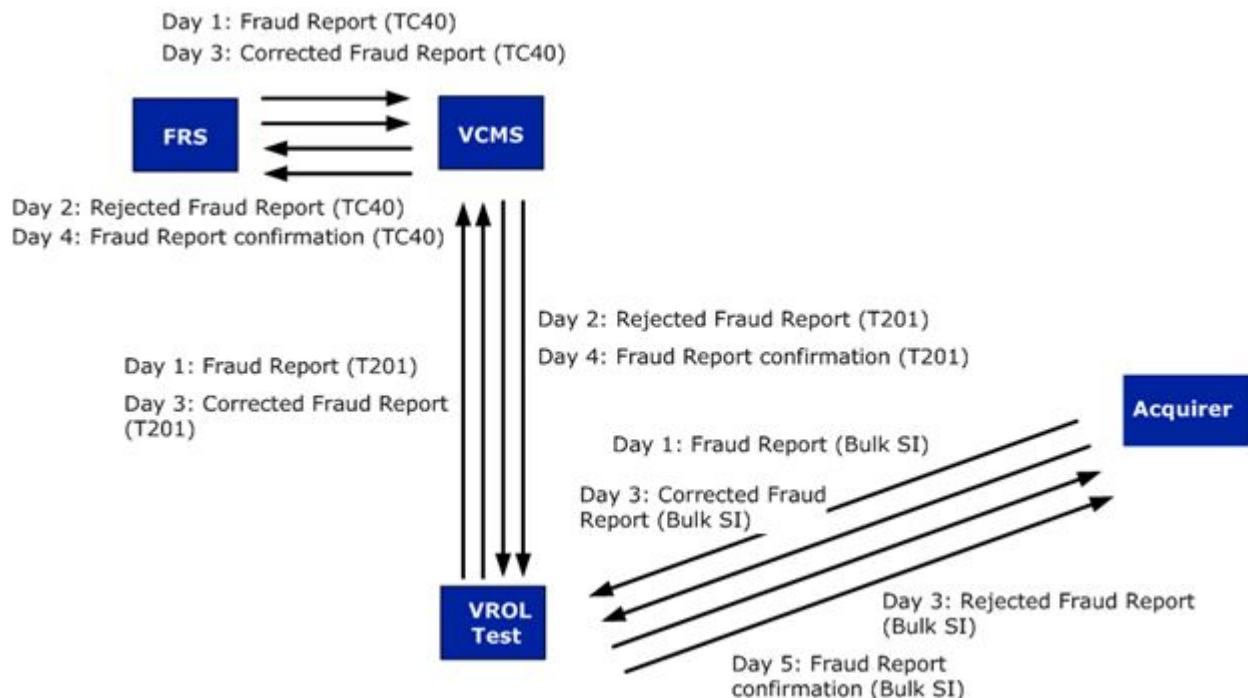 Day 1: Fraud Report (TC40)
Day 3: Corrected Fraud Report (TC40)
FRS
VCMS
Day 2: Rejected Fraud Report (TC40)
Day 4: Fraud Report confirmation (TC40)
Day 2: Rejected Fraud Report (T201)
Day 4: Fraud Report confirmation (T201)
Day 1: Fraud Report (T201)
Day 3: Corrected Fraud Report
(T201)
Acquirer
Day 1: Fraud Report (Bulk SI)
Day 3: Corrected Fraud
Report (Bulk SI)
VROL
Test
Day 3: Rejected Fraud Report
(Bulk SI)
Day 5: Fraud Report
confirmation (Bulk SI)